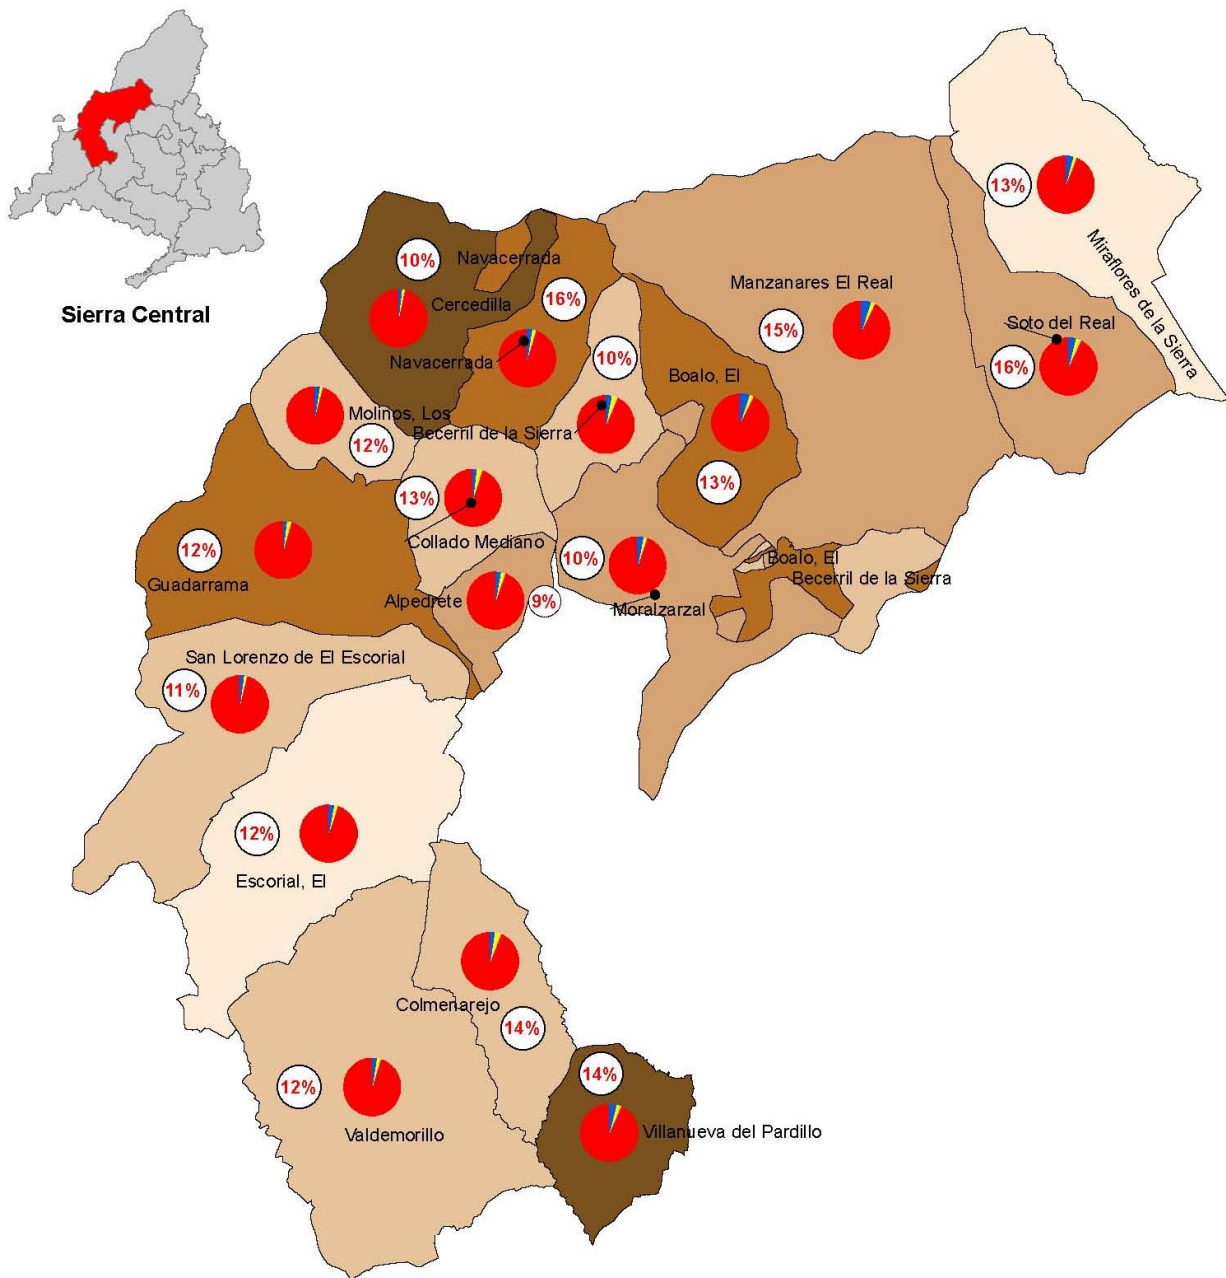 Sierra Central
13%
Miraflores de la Sierra
10%
Navacerrada
Cercedilla
16%
Manzanares El Real
15%
Soto del Real
16%
Navacerrada
10%
Boalo, El
Molinos, Los
12%
Becerril de la Sierra
13%
13%
Collado Mediano
12%
Guadarrama
10%
Boalo, El
Becerril de la Sierra
Alpedrete
9%
Moralzarzal
San Lorenzo de El Escorial
11%
12%
Escorial, El
Colmenarejo
14%
12%
14%
Valdemorillo
Villanueva del Pardillo